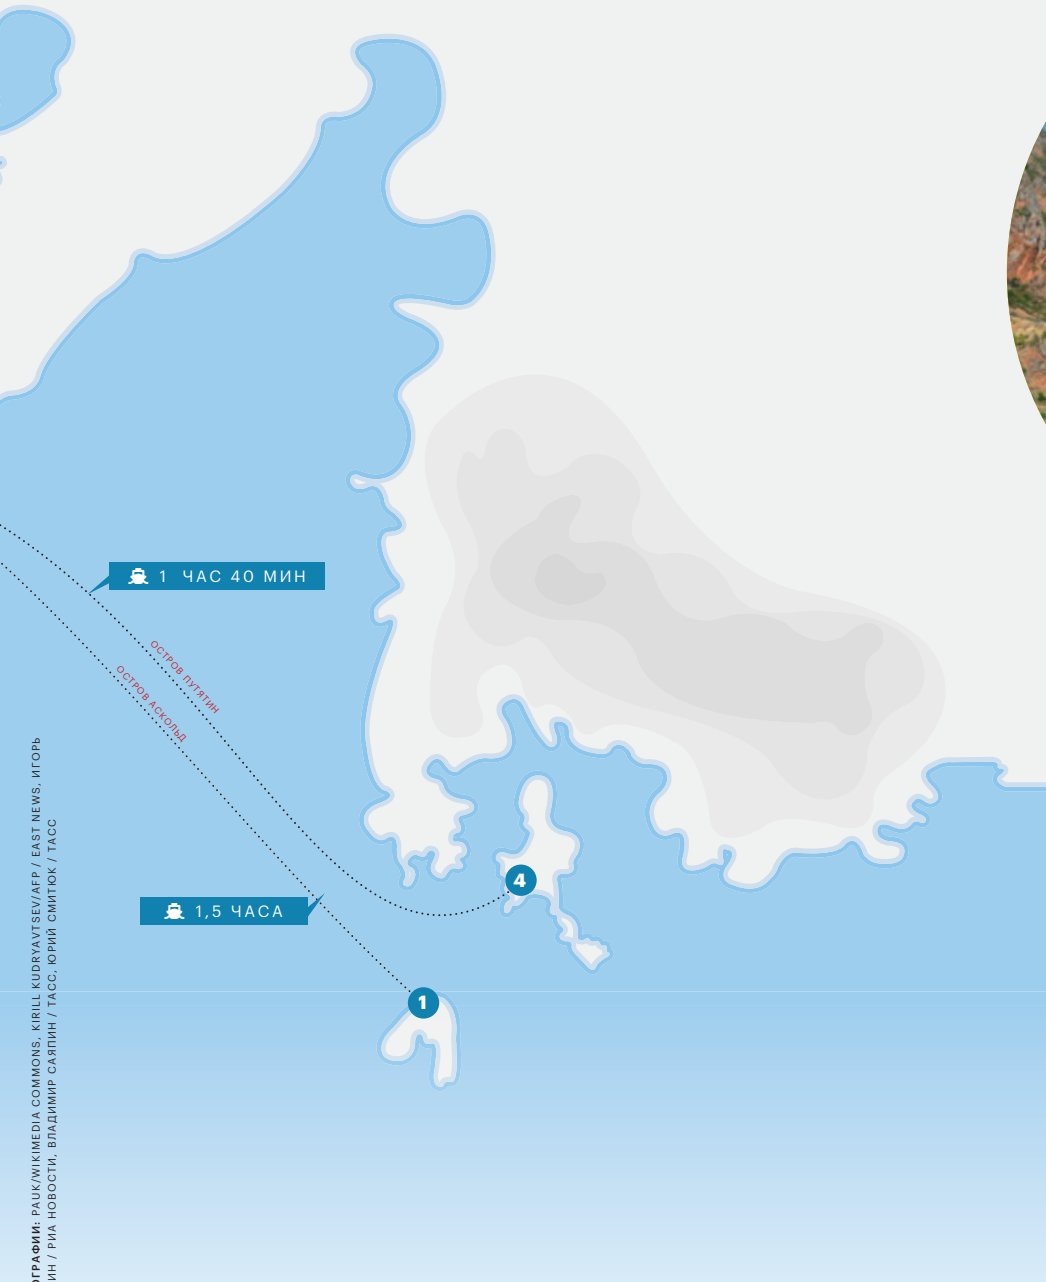 1 ЧАС 40 МИН
ОСТРОВ ПУТЯТИН
ОСТРОВ АСКОЛЬД
1,5 ЧАСА
4
1
ОГРАФИИ: PAUK/WIKIMEDIA COMMONS, KIRILL KUDRYAVTSEV/AFP / EAST NEWS, ИГОРЬ
ИН / РИА НОВОСТИ, ВЛАДИМИР САЯПИН / ТАСС, ЮРИЙ СМИТЮК / ТАСС